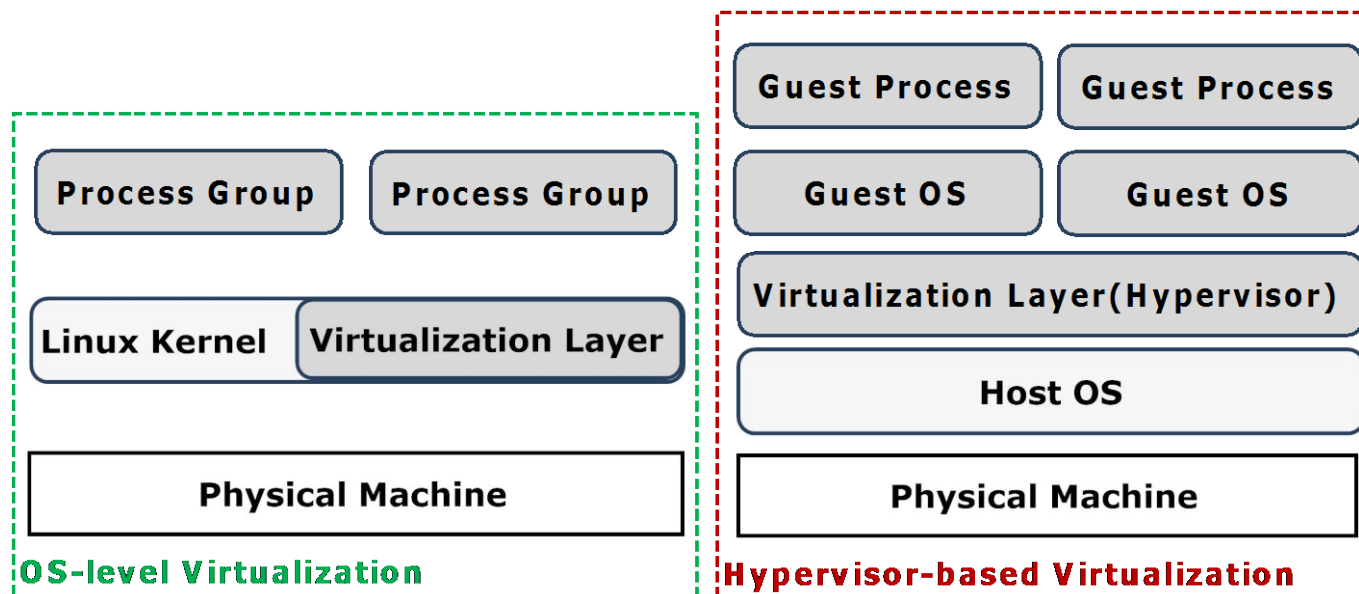 Process Group
Process Group
Linux Kernel
Virtualization Layer
Physical Machine
OS-level Virtualization
Guest Process
Guest Process
Guest OS
Guest OS
Virtualization Layer(Hypervisor)
Host OS
Physical Machine
Hypervisor-based Virtualization